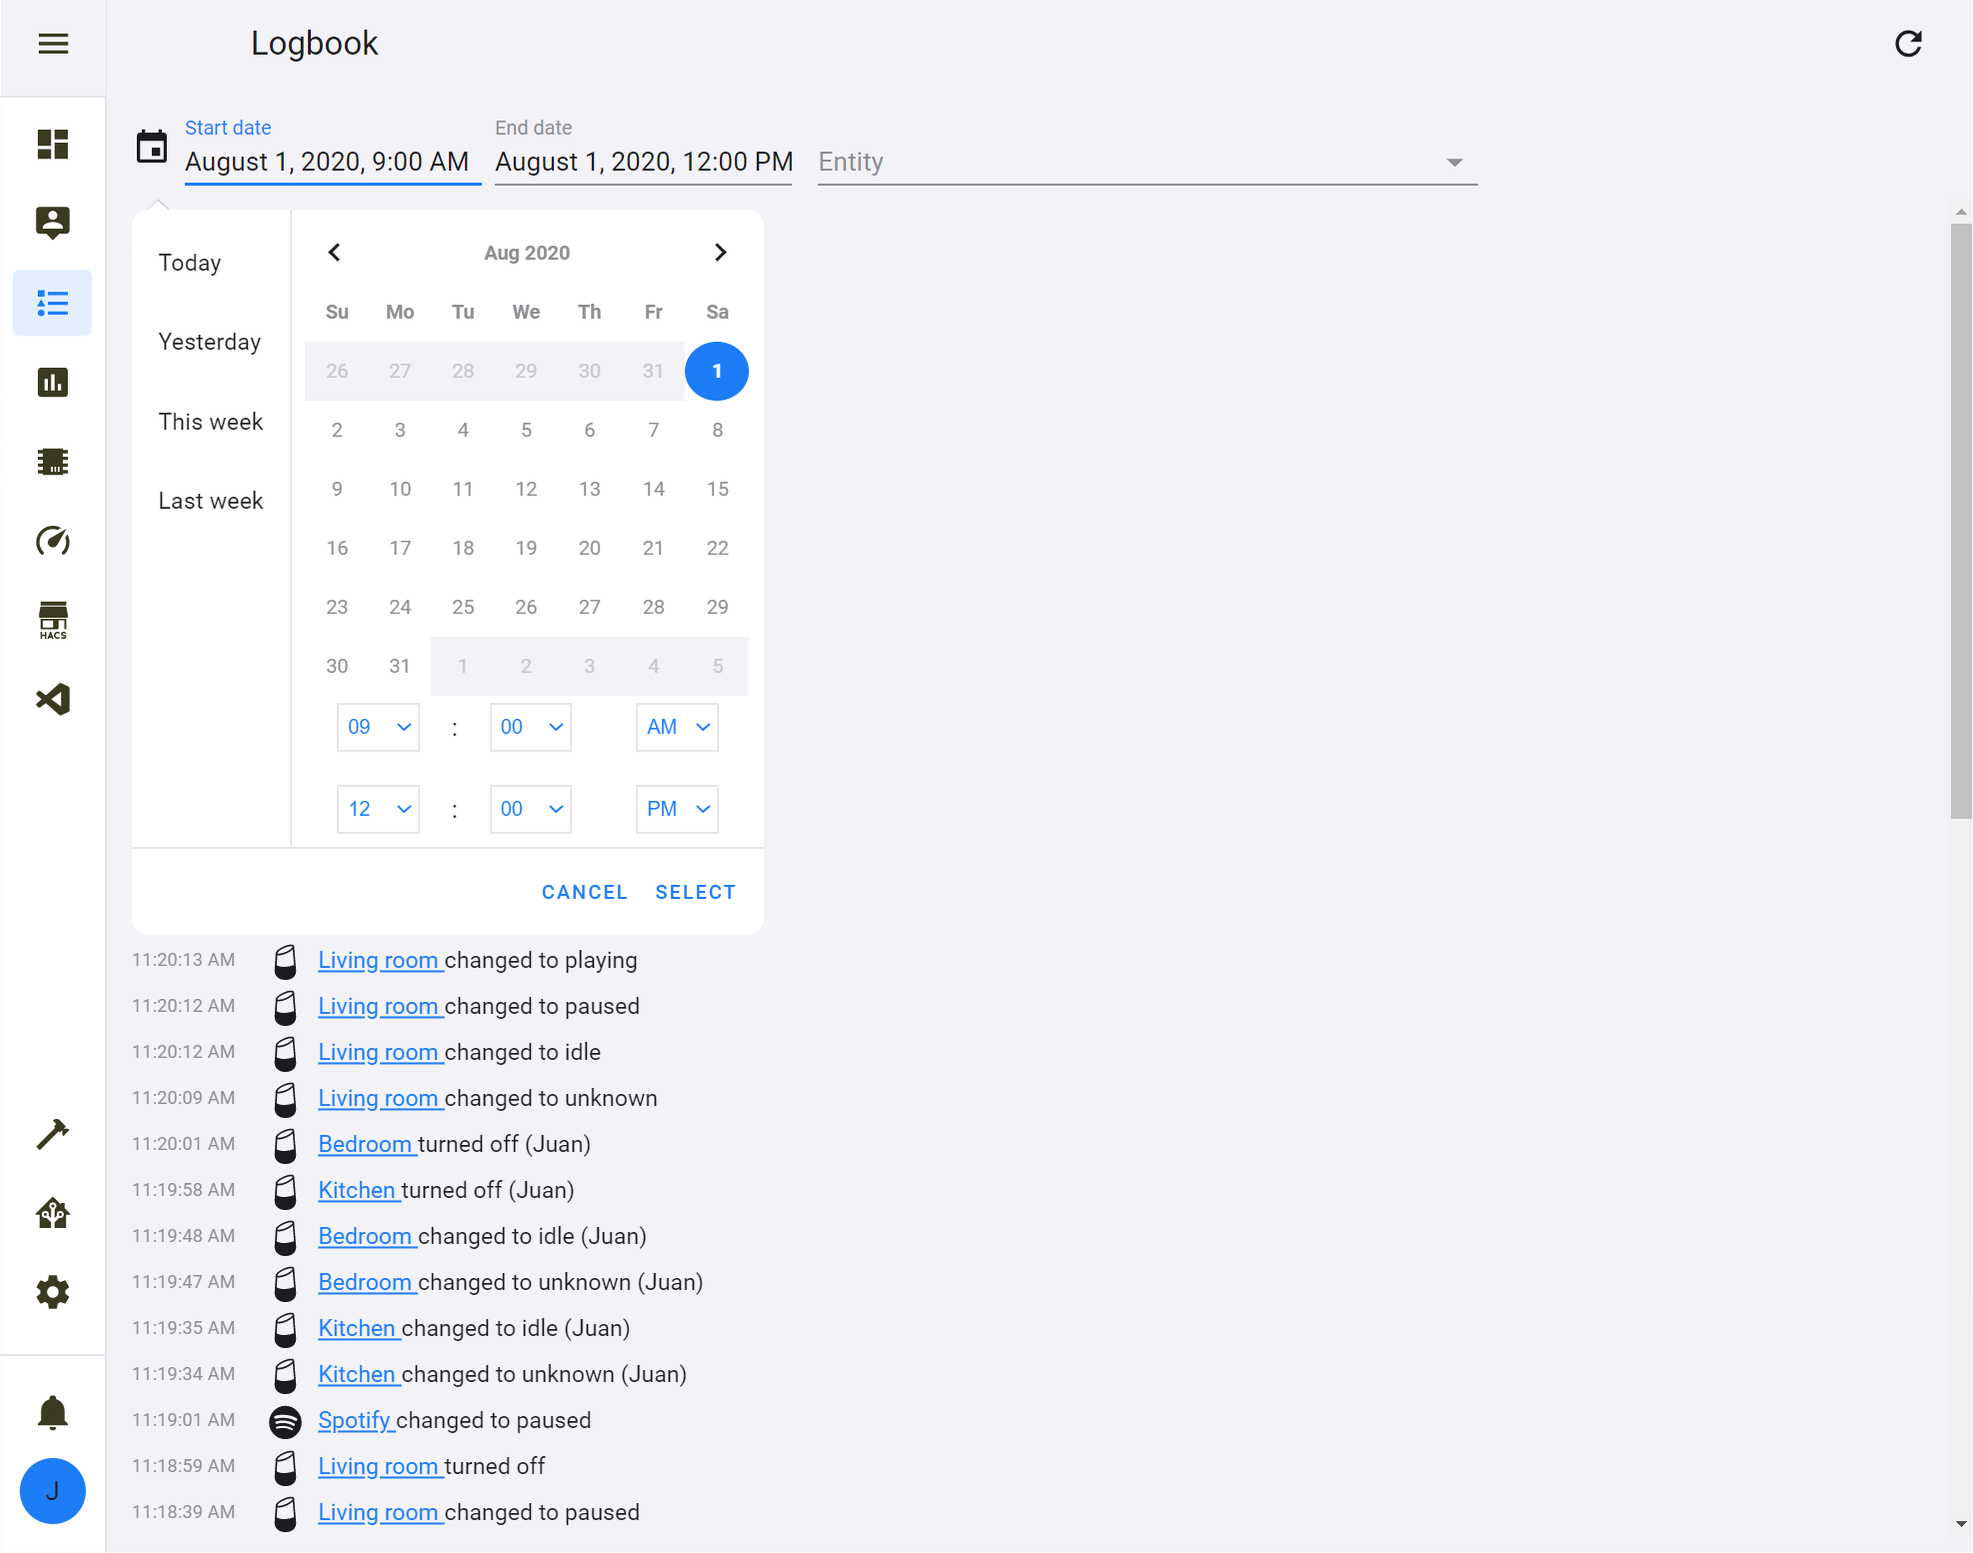 Logbook
Start date
August 1, 2020, 9:00 AM
End date
August 1, 2020, 12:00 PM
Entity
Today
Yesterday
This week
Last week
Aug 2020
Su Mo Tu We Th Fr Sa
26 27 28 29 30 31 1
2 3 4 5 6 7 8
9 10 11 12 13 14 15
16 17 18 19 20 21 22
23 24 25 26 27 28 29
30 31 1 2 3 4 5
09 : 00 AM
12 : 00 PM
CANCEL SELECT
HACS
11:20:13 AM Living room changed to playing
11:20:12 AM Living room changed to paused
11:20:12 AM Living room changed to idle
11:20:09 AM Living room changed to unknown
11:20:01 AM Bedroom turned off (Juan)
11:19:58 AM Kitchen turned off (Juan)
11:19:48 AM Bedroom changed to idle (Juan)
11:19:47 AM Bedroom changed to unknown (Juan)
11:19:35 AM Kitchen changed to idle (Juan)
11:19:34 AM Kitchen changed to unknown (Juan)
11:19:01 AM Spotify changed to paused
11:18:59 AM Living room turned off
11:18:39 AM Living room changed to paused
J